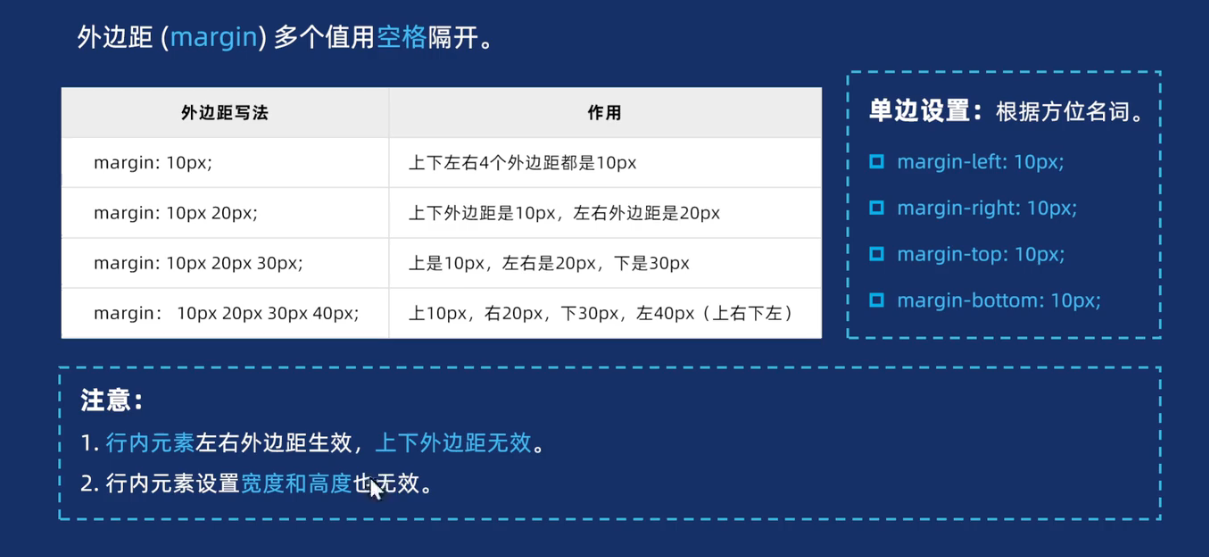 外边距 (margin) 多个值用空格隔开。
外边距写法 作用
margin: 10px; 上下左右4个外边距都是10px
margin: 10px 20px; 上下外边距是10px，左右外边距是20px
margin: 10px 20px 30px; 上是10px，左右是20px，下是30px
margin: 10px 20px 30px 40px; 上10px，右20px，下30px，左40px（上右下左）
单边设置：根据方位名词。
margin-left: 10px;
margin-right: 10px;
margin-top: 10px;
margin-bottom: 10px;
注意：
1. 行内元素左右外边距生效，上下外边距无效。
2. 行内元素设置宽度和高度也无效。